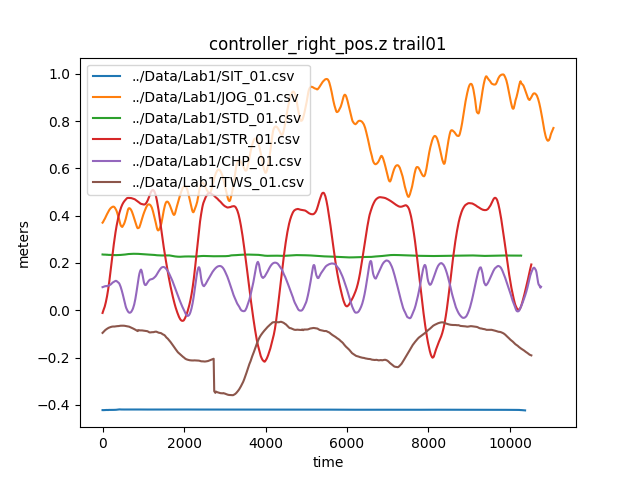 controller_right_pos.z trail01
../Data/Lab1/SIT_01.csv
../Data/Lab1/JOG_01.csv
../Data/Lab1/STD_01.csv
../Data/Lab1/STR_01.csv
../Data/Lab1/CHP_01.csv
../Data/Lab1/TWS_01.csv
meters
1.0
0.8
0.6
0.4
0.2
0.0
−0.2
−0.4
0 2000 4000 6000 8000 10000
time